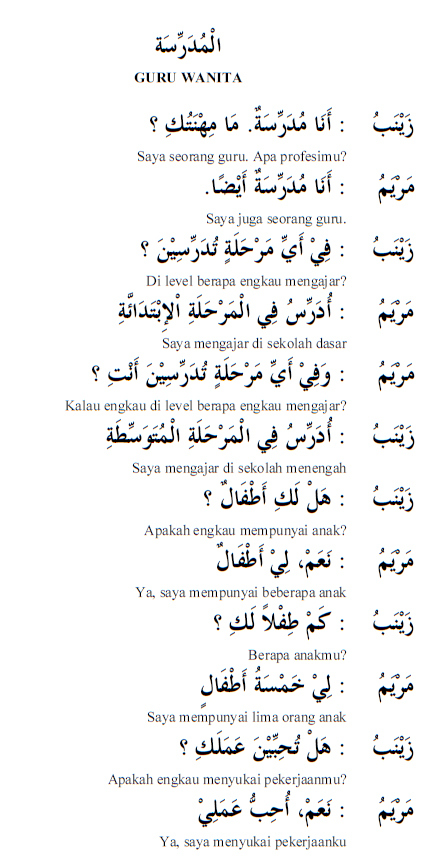 الْمُدَرِّسَة
GURU WANITA
زَيْنَبُ : أَنَا مُدَرِّسَةٌ. مَا مِهْنَتُكِ ؟
Saya seorang guru. Apa profesimu?
مَرْيَمُ : أَنَا مُدَرِّسَةٌ أَيْضًا.
Saya juga seorang guru.
زَيْنَبُ : فِيْ أَيِّ مَرْحَلَةٍ تُدَرِّسِيْنَ ؟
Di level berapa engkau mengajar?
مَرْيَمُ : أُدَرِّسُ فِي الْمَرْحَلَةِ اْلإِبْتَدَائَّةِ
Saya mengajar di sekolah dasar
مَرْيَمُ : وَفِيْ أَيِّ مَرْحَلَةٍ تُدَرِّسِيْنَ أَنْتِ ؟
Kalau engkau di level berapa engkau mengajar?
زَيْنَبُ : أُدَرِّسُ فِي الْمَرْحَلَةِ الْمُتَوَسِّطَةِ
Saya mengajar di sekolah menengah
زَيْنَبُ : هَلْ لَكِ أَطْفَالٌ ؟
Apakah engkau mempunyai anak?
مَرْيَمُ : نَعَمْ، لِيْ أَطْفَالٌ
Ya, saya mempunyai beberapa anak
زَيْنَبُ : كَمْ طِفْلاً لَكِ ؟
Berapa anakmu?
مَرْيَمُ : لِيْ خَمْسَةُ أَطْفَالٍ
Saya mempunyai lima orang anak
زَيْنَبُ : هَلْ تُحِبِّيْنَ عَمَلَكِ ؟
Apakah engkau menyukai pekerjaanmu?
مَرْيَمُ : نَعَمْ، أُحِبُّ عَمَلِيْ
Ya, saya menyukai pekerjaanku